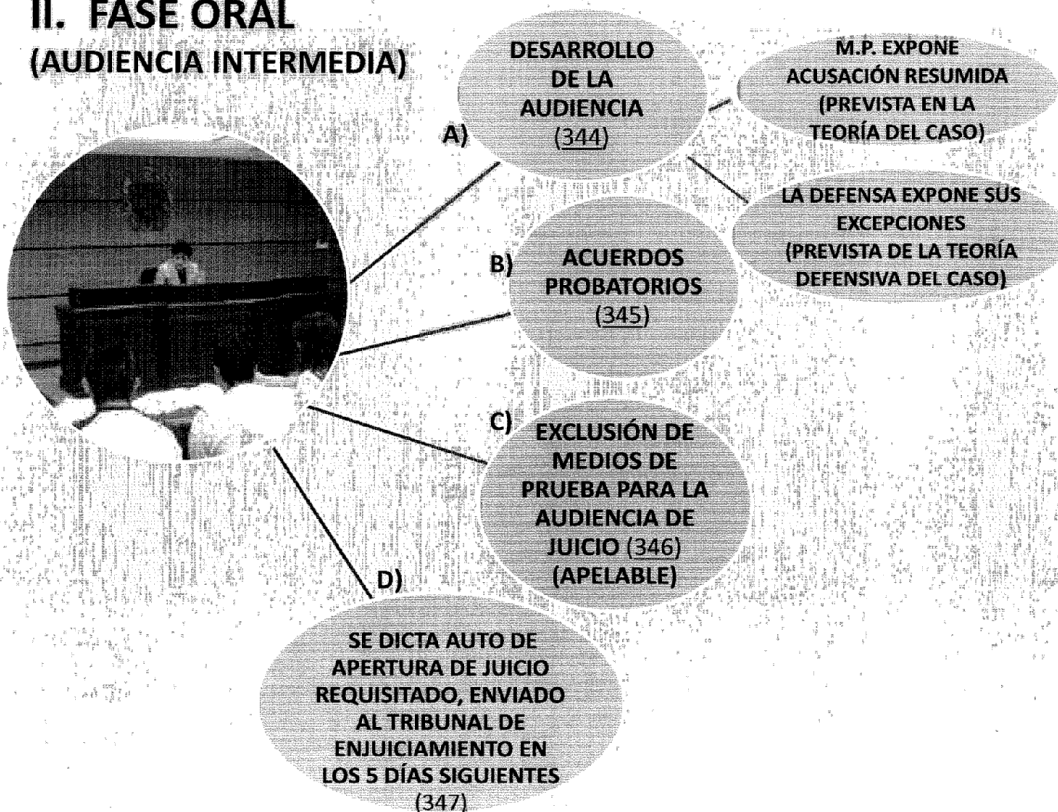 II. FASE ORAL
(AUDIENCIA INTERMEDIA)
A)
DESARROLLO
DE LA
AUDIENCIA
(344)
M.P. EXPONE
ACUSACIÓN RESUMIDA
(PREVISTA EN LA
TEORÍA DEL CASO)
LA DEFENSA EXPONE SUS
EXCEPCIONES
(PREVISTA DE LA TEORÍA
DEFENSIVA DEL CASO)
B)
ACUERDOS
PROBATORIOS
(345)
C)
EXCLUSIÓN DE
MEDIOS DE
PRUEBA PARA LA
AUDIENCIA DE
JUICIO (346)
(APELABLE)
D)
SE DICTA AUTO DE
APERTURA DE JUICIO
REQUISITADO, ENVIADO
AL TRIBUNAL DE
ENJUICIAMIENTO EN
LOS 5 DÍAS SIGUIENTES
(347)